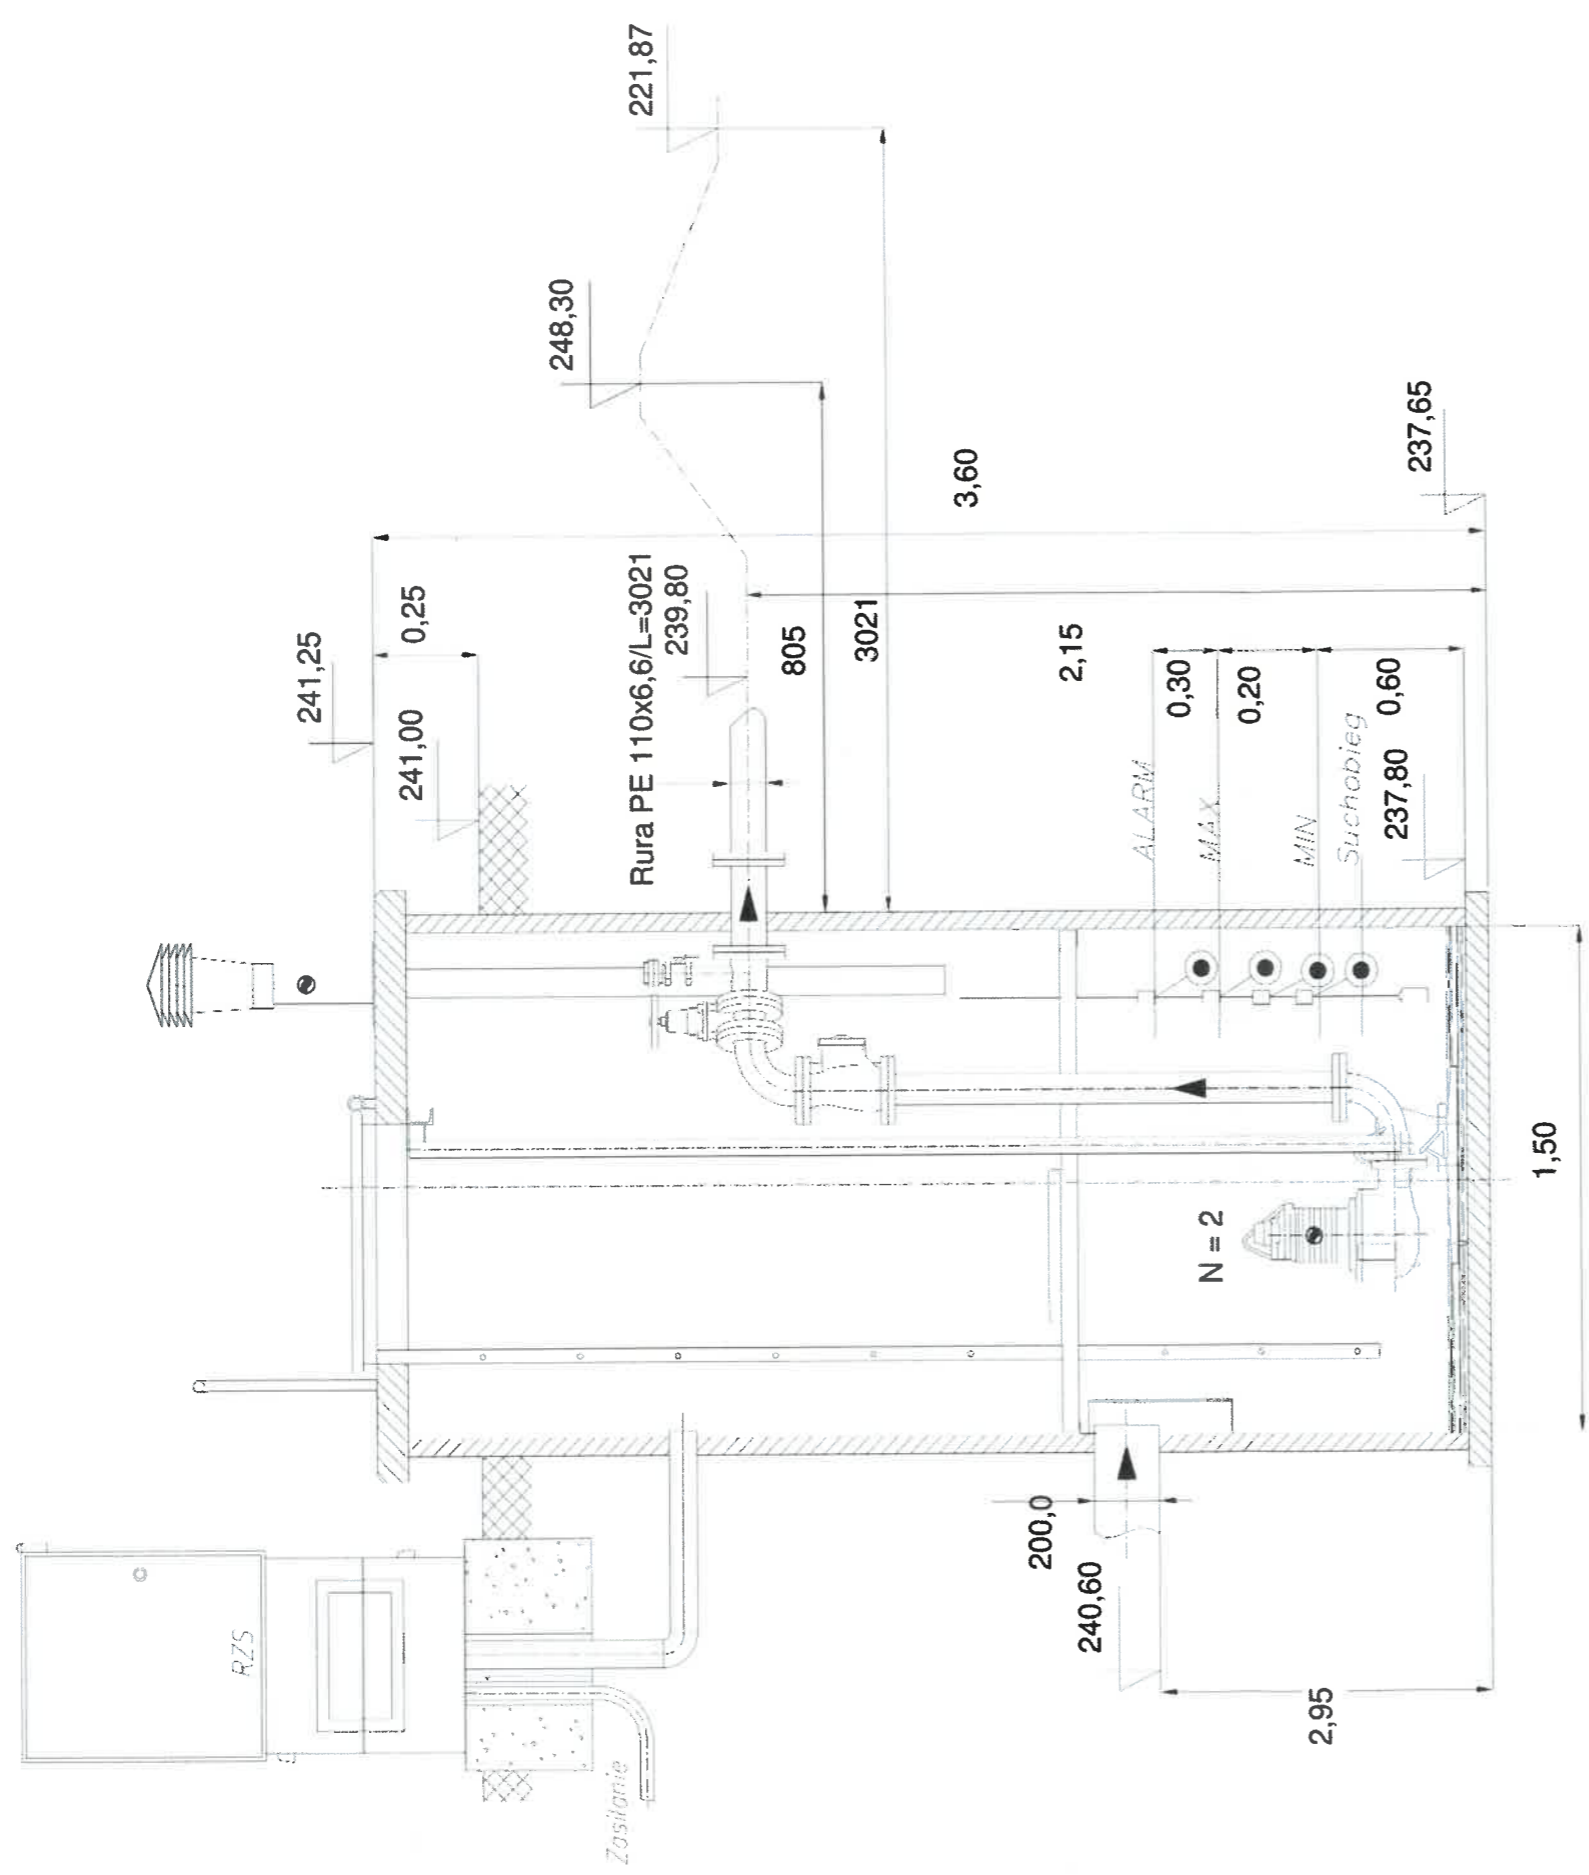 241,25
0,25
241,00
248,30
221,87
Rura PE 110x6,6/L=3021
239,80
805
3021
3,60
2,15
237,65
ALARM
0,30
MAX
0,20
MIN
Suchobieg
0,60
237,80
N = 2
1,50
RZS
Zasilanie
200,0
240,60
2,95